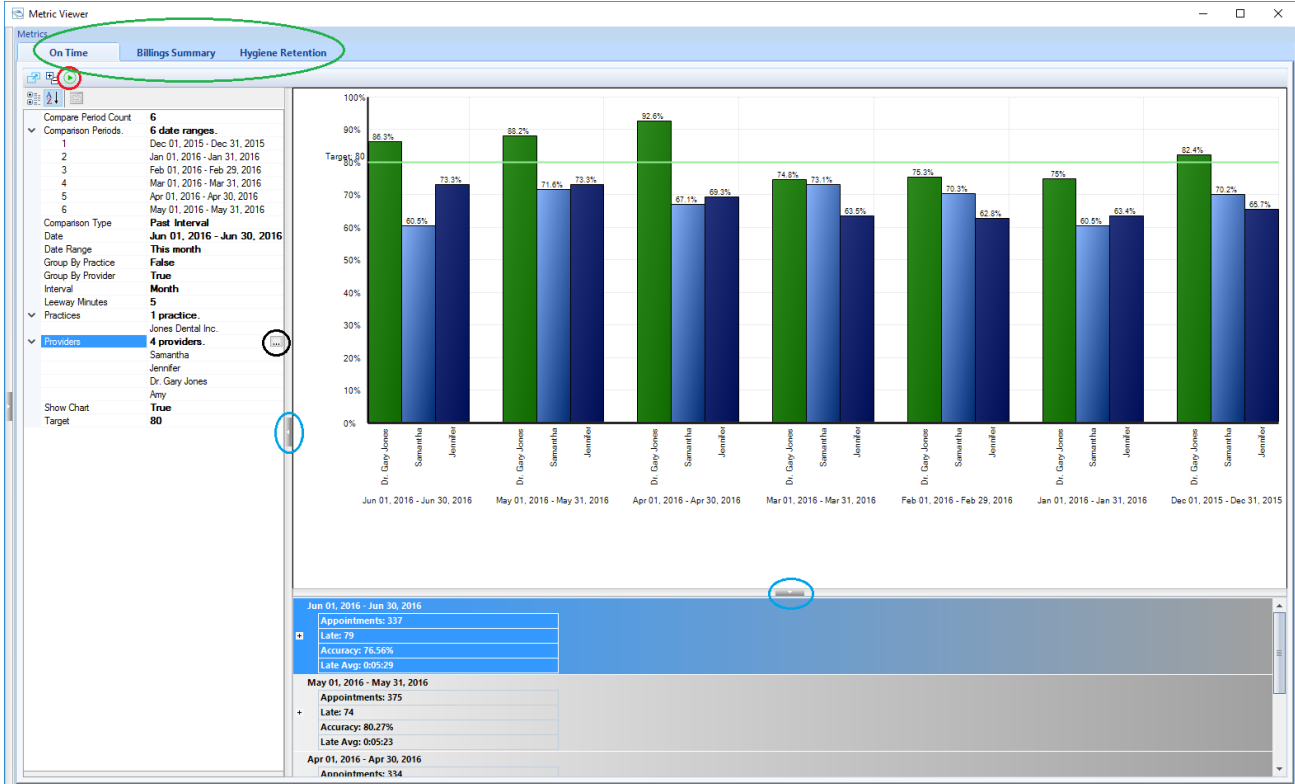 Metric Viewer
Metrics
On Time Billings Summary Hygiene Retention
Compare Period Count 6
Comparison Periods. 6 date ranges.
1 Dec 01, 2015 - Dec 31, 2015
2 Jan 01, 2016 - Jan 31, 2016
3 Feb 01, 2016 - Feb 29, 2016
4 Mar 01, 2016 - Mar 31, 2016
5 Apr 01, 2016 - Apr 30, 2016
6 May 01, 2016 - May 31, 2016
Comparison Type Past Interval
Date Jun 01, 2016 - Jun 30, 2016
Date Range This month
Group By Practice False
Group By Provider True
Interval Month
Leeway Minutes 5
Practices 1 practice.
Jones Dental Inc.
Providers 4 providers. ...
Samantha
Jennifer
Dr. Gary Jones
Amy
Show Chart True
Target 80
100%
90%
Target: 80
80%
70%
60%
50%
40%
30%
20%
10%
0%
86.3% 60.5% 73.3%
88.2% 71.6% 73.3%
92.6% 67.1% 69.3%
74.8% 73.1% 63.5%
75.3% 70.3% 62.8%
75% 60.5% 63.4%
82.4% 70.2% 65.7%
Dr. Gary Jones Samantha Jennifer
Dr. Gary Jones Samantha Jennifer
Dr. Gary Jones Samantha Jennifer
Dr. Gary Jones Samantha Jennifer
Dr. Gary Jones Samantha Jennifer
Dr. Gary Jones Samantha Jennifer
Dr. Gary Jones Samantha Jennifer
Jun 01, 2016 - Jun 30, 2016 May 01, 2016 - May 31, 2016 Apr 01, 2016 - Apr 30, 2016 Mar 01, 2016 - Mar 31, 2016 Feb 01, 2016 - Feb 29, 2016 Jan 01, 2016 - Jan 31, 2016 Dec 01, 2015 - Dec 31, 2015
Jun 01, 2016 - Jun 30, 2016
Appointments: 337
Late: 79
Accuracy: 76.56%
Late Avg: 0:05:29
May 01, 2016 - May 31, 2016
Appointments: 375
Late: 74
Accuracy: 80.27%
Late Avg: 0:05:23
Apr 01, 2016 - Apr 30, 2016
Appointments: 334